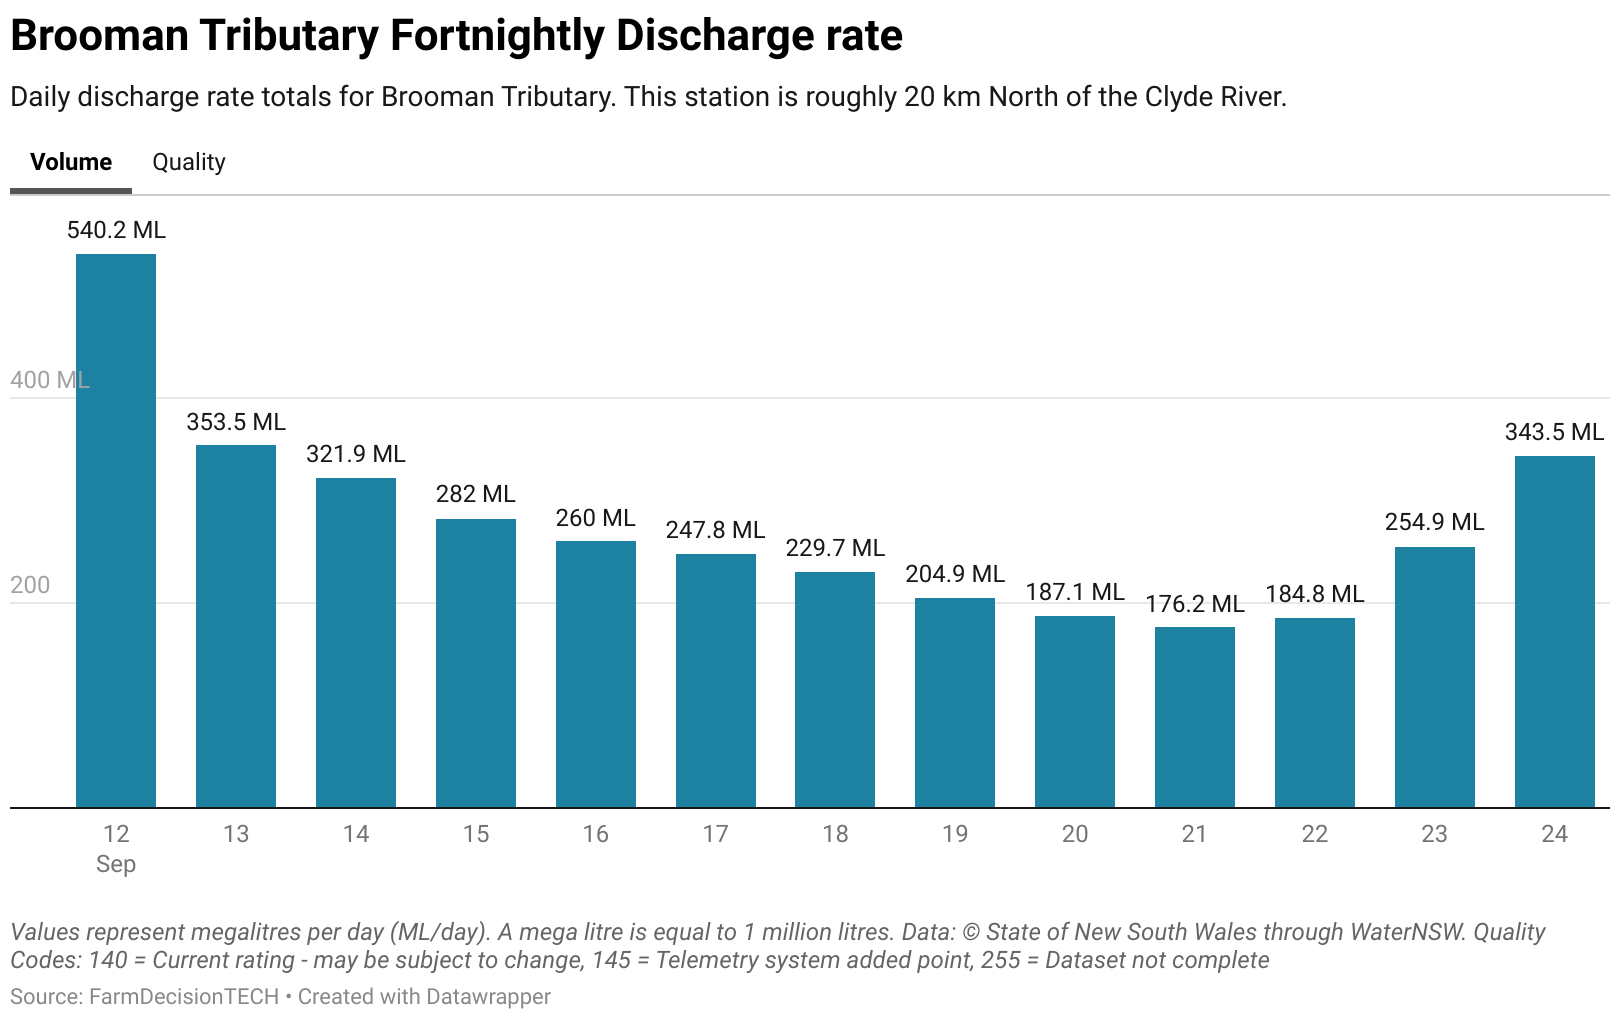 Brooman Tributary Fortnightly Discharge rate
Daily discharge rate totals for Brooman Tributary. This station is roughly 20 km North of the Clyde River.
Volume Quality
540.2 ML
400 ML
353.5 ML
321.9 ML
282 ML
260 ML
247.8 ML
229.7 ML
204.9 ML
187.1 ML
176.2 ML
184.8 ML
254.9 ML
343.5 ML
200
12 13 14 15 16 17 18 19 20 21 22 23 24
Sep
Values represent megalitres per day (ML/day). A mega litre is equal to 1 million litres. Data: © State of New South Wales through WaterNSW. Quality
Codes: 140 = Current rating - may be subject to change, 145 = Telemetry system added point, 255 = Dataset not complete
Source: FarmDecisionTECH • Created with Datawrapper